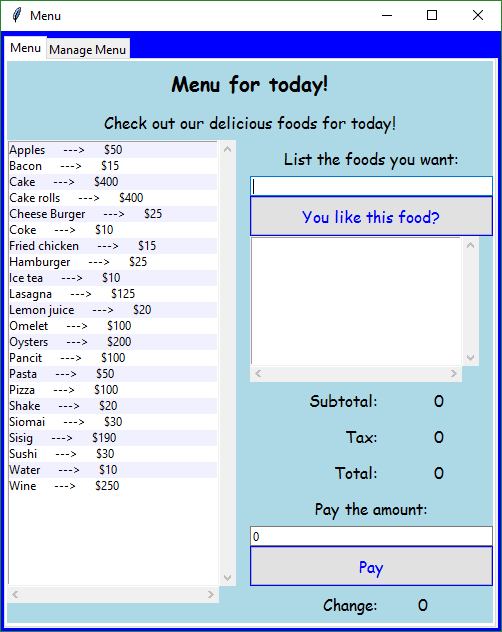 Menu
Menu Manage Menu
Menu for today!
Check out our delicious foods for today!
Apples ---> $50
Bacon ---> $15
Cake ---> $400
Cake rolls ---> $400
Cheese Burger ---> $25
Coke ---> $10
Fried chicken ---> $15
Hamburger ---> $25
Ice tea ---> $10
Lasagna ---> $125
Lemon juice ---> $20
Omelet ---> $100
Oysters ---> $200
Pancit ---> $100
Pasta ---> $50
Pizza ---> $100
Shake ---> $20
Siomai ---> $30
Sisig ---> $190
Sushi ---> $30
Water ---> $10
Wine ---> $250
List the foods you want:
You like this food?
Subtotal: 0
Tax: 0
Total: 0
Pay the amount:
0
Pay
Change: 0